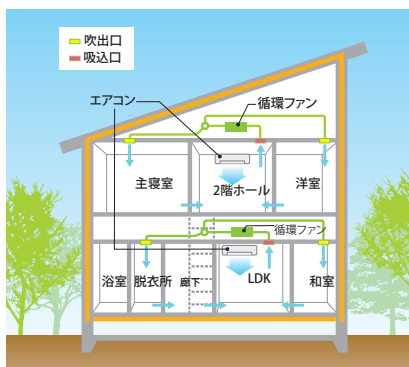 吹出口
吸込口
エアコン
循環ファン
主寝室
2階ホール
洋室
循環ファン
浴室
脱衣所
廊下
LDK
和室